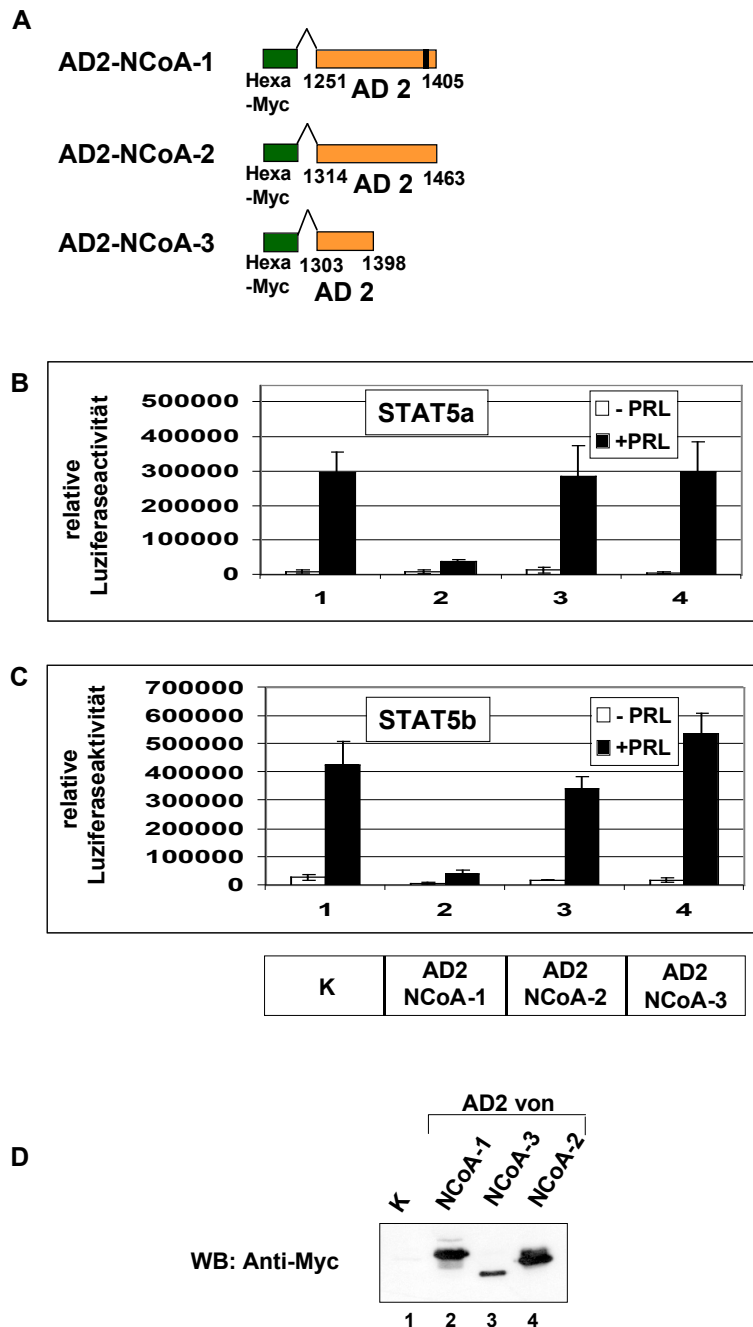 A
AD2-NCoA-1
Hexa
-Myc
1251
AD 2
1405
AD2-NCoA-2
Hexa
-Myc
1314
AD 2
1463
AD2-NCoA-3
Hexa
-Myc
1303
1398
AD 2
B
relative
Luziferaseactivität
500000
400000
300000
200000
100000
0
STAT5a
- PRL
+PRL
1 2 3 4
C
relative
Luziferaseaktivität
700000
600000
500000
400000
300000
200000
100000
0
STAT5b
- PRL
+PRL
1 2 3 4
K
AD2
NCoA-1
AD2
NCoA-2
AD2
NCoA-3
D
AD2 von
K
NCoA-1
NCoA-3
NCoA-2
WB: Anti-Myc
1 2 3 4